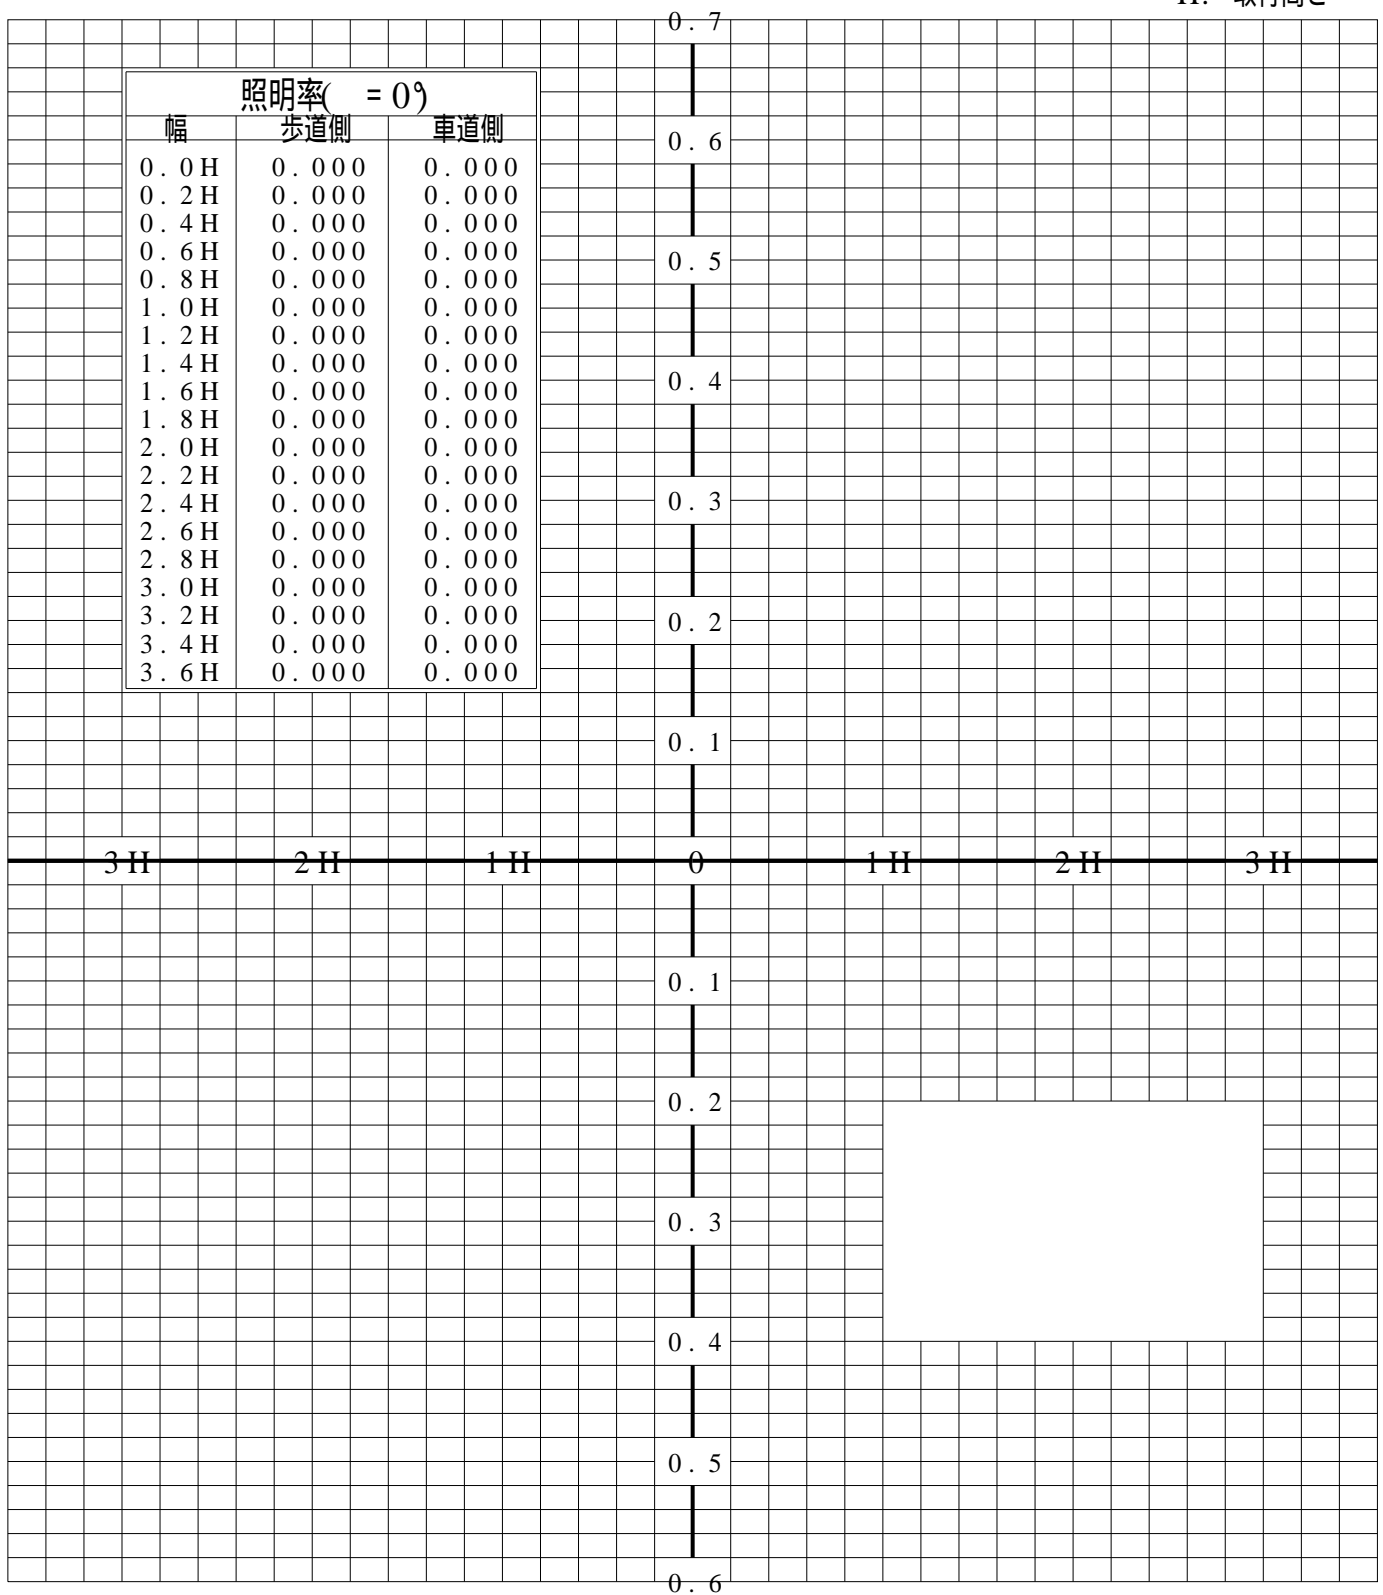 H: 取付高さ
0.7
照明率( = 0°)
幅 歩道側 車道側
0.6
0.0H 0.000 0.000
0.2H 0.000 0.000
0.4H 0.000 0.000
0.6H 0.000 0.000
0.5
0.8H 0.000 0.000
1.0H 0.000 0.000
1.2H 0.000 0.000
1.4H 0.000 0.000
0.4
1.6H 0.000 0.000
1.8H 0.000 0.000
2.0H 0.000 0.000
2.2H 0.000 0.000
2.4H 0.000 0.000
0.3
2.6H 0.000 0.000
2.8H 0.000 0.000
3.0H 0.000 0.000
3.2H 0.000 0.000
0.2
3.4H 0.000 0.000
3.6H 0.000 0.000
0.1
3H 2H 1H 0 1H 2H 3H
0.1
0.2
0.3
0.4
0.5
0.6